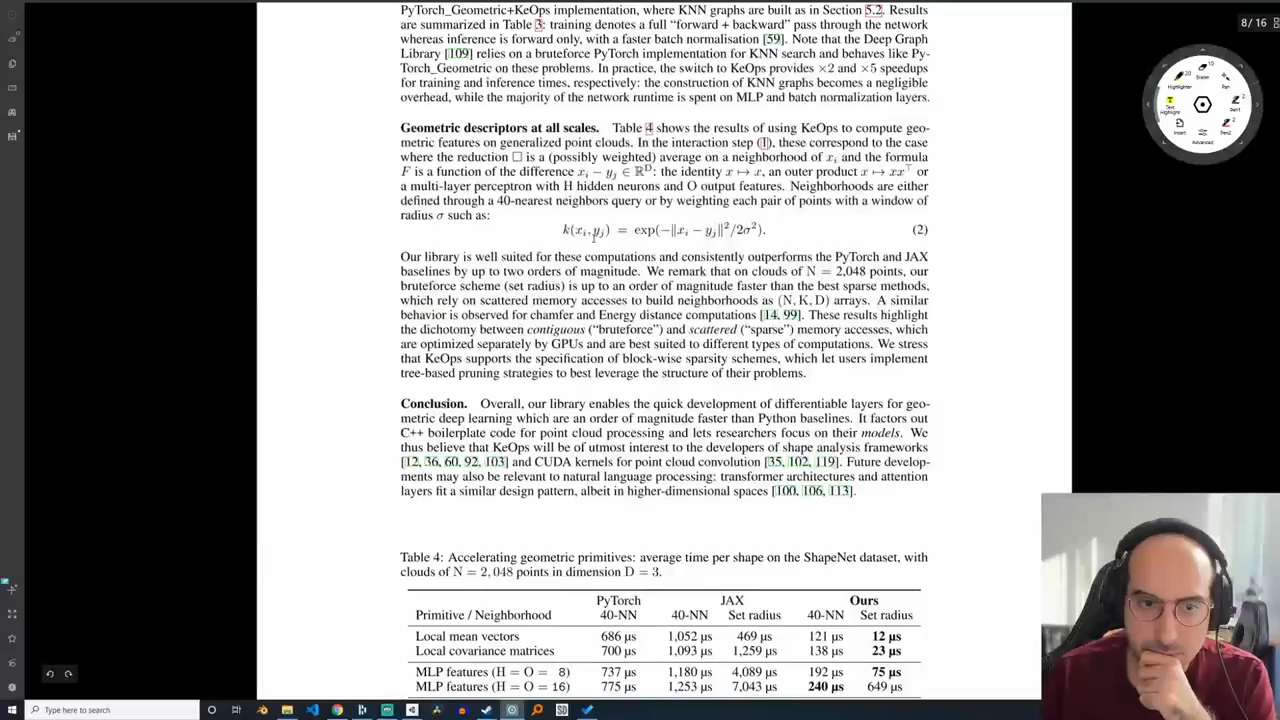 8 / 16
PyTorch_Geometric+KeOps implementation, where KNN graphs are built as in Section 5.2. Results
are summarized in Table 3: training denotes a full “forward + backward” pass through the network
whereas inference is forward only, with a faster batch normalisation [59]. Note that the Deep Graph
Library [109] relies on a bruteforce PyTorch implementation for KNN search and behaves like Py-
Torch_Geometric on these problems. In practice, the switch to KeOps provides ×2 and ×5 speedups
for training and inference times, respectively: the construction of KNN graphs becomes a negligible
overhead, while the majority of the network runtime is spent on MLP and batch normalization layers.
Geometric descriptors at all scales. Table 4 shows the results of using KeOps to compute geo-
metric features on generalized point clouds. In the interaction step (1), these correspond to the case
where the reduction □ is a (possibly weighted) average on a neighborhood of xᵢ and the formula
F is a function of the difference xᵢ − yⱼ ∈ ℝᴰ: the identity x ↦ x, an outer product x ↦ xx⊤ or
a multi-layer perceptron with H hidden neurons and O output features. Neighborhoods are either
defined through a 40-nearest neighbors query or by weighting each pair of points with a window of
radius σ such as:
k(xᵢ, yⱼ) = exp(−‖xᵢ − yⱼ‖²/2σ²). (2)
Our library is well suited for these computations and consistently outperforms the PyTorch and JAX
baselines by up to two orders of magnitude. We remark that on clouds of N = 2,048 points, our
bruteforce scheme (set radius) is up to an order of magnitude faster than the best sparse methods,
which rely on scattered memory accesses to build neighborhoods as (N, K, D) arrays. A similar
behavior is observed for chamfer and Energy distance computations [14, 99]. These results highlight
the dichotomy between contiguous (“bruteforce”) and scattered (“sparse”) memory accesses, which
are optimized separately by GPUs and are best suited to different types of computations. We stress
that KeOps supports the specification of block-wise sparsity schemes, which let users implement
tree-based pruning strategies to best leverage the structure of their problems.
Conclusion. Overall, our library enables the quick development of differentiable layers for geo-
metric deep learning which are an order of magnitude faster than Python baselines. It factors out
C++ boilerplate code for point cloud processing and lets researchers focus on their models. We
thus believe that KeOps will be of utmost interest to the developers of shape analysis frameworks
[12, 36, 60, 92, 103] and CUDA kernels for point cloud convolution [35, 102, 119]. Future develop-
ments may also be relevant to natural language processing: transformer architectures and attention
layers fit a similar design pattern, albeit in higher-dimensional spaces [100, 106, 113].
Table 4: Accelerating geometric primitives: average time per shape on the ShapeNet dataset, with
clouds of N = 2,048 points in dimension D = 3.
PyTorch JAX Ours
Primitive / Neighborhood 40-NN 40-NN Set radius 40-NN Set radius
Local mean vectors 686 µs 1,052 µs 469 µs 121 µs 12 µs
Local covariance matrices 700 µs 1,093 µs 1,259 µs 138 µs 23 µs
MLP features (H = O = 8) 737 µs 1,180 µs 4,089 µs 192 µs 75 µs
MLP features (H = O = 16) 775 µs 1,253 µs 7,043 µs 240 µs 649 µs
Eraser
Highlighter
Pen
Text Highlight
Pen1
Insert
Pen2
Advanced
Type here to search